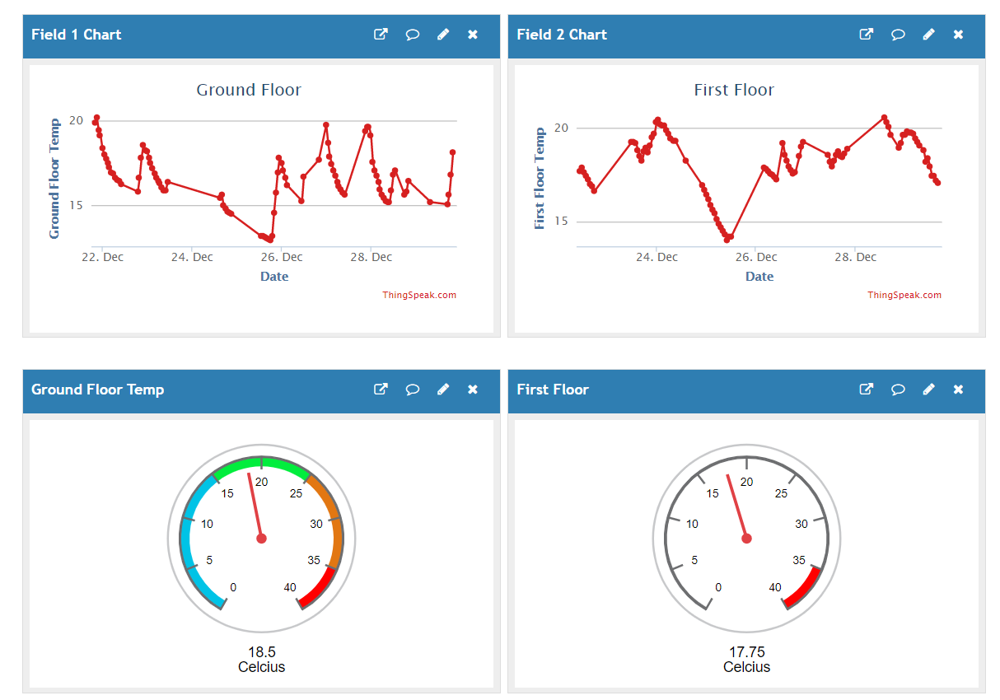 Field 1 Chart
Ground Floor
Ground Floor Temp
20
15
22. Dec
24. Dec
26. Dec
28. Dec
Date
ThingSpeak.com
Field 2 Chart
First Floor
First Floor Temp
20
15
24. Dec
26. Dec
28. Dec
Date
ThingSpeak.com
Ground Floor Temp
0
5
10
15
20
25
30
35
40
18.5
Celcius
First Floor
0
5
10
15
20
25
30
35
40
17.75
Celcius